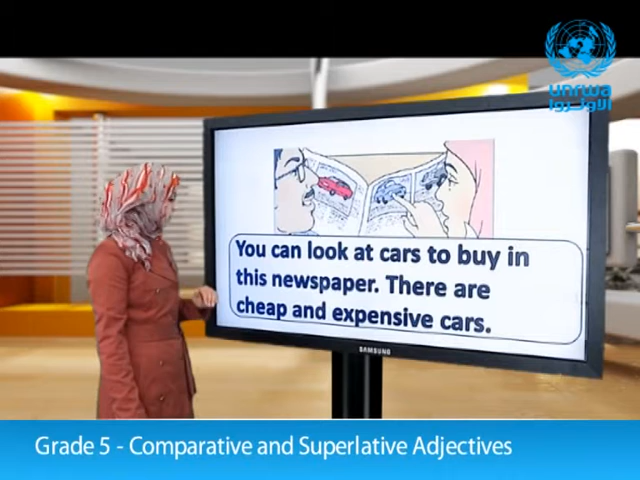 unrwa
الأونروا
You can look at cars to buy in
this newspaper. There are
cheap and expensive cars.
SAMSUNG
Grade 5 - Comparative and Superlative Adjectives